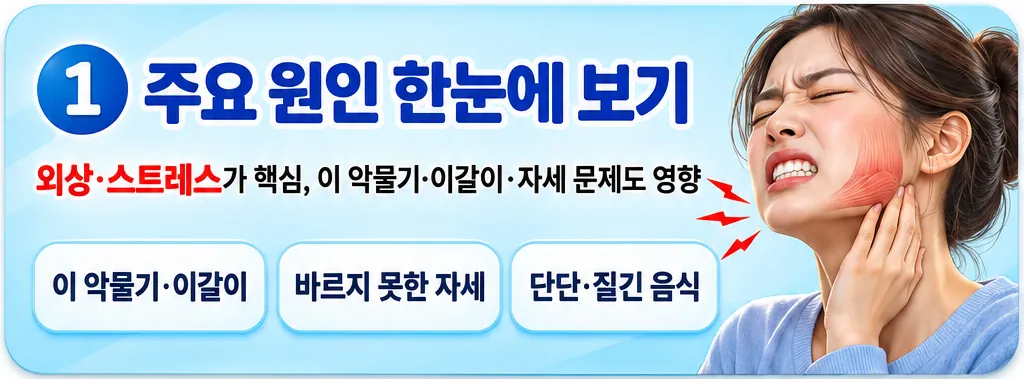 1 주요 원인 한눈에 보기
외상·스트레스가 핵심, 이 악물기·이갈이·자세 문제도 영향
이 악물기·이갈이
바르지 못한 자세
단단·질긴 음식